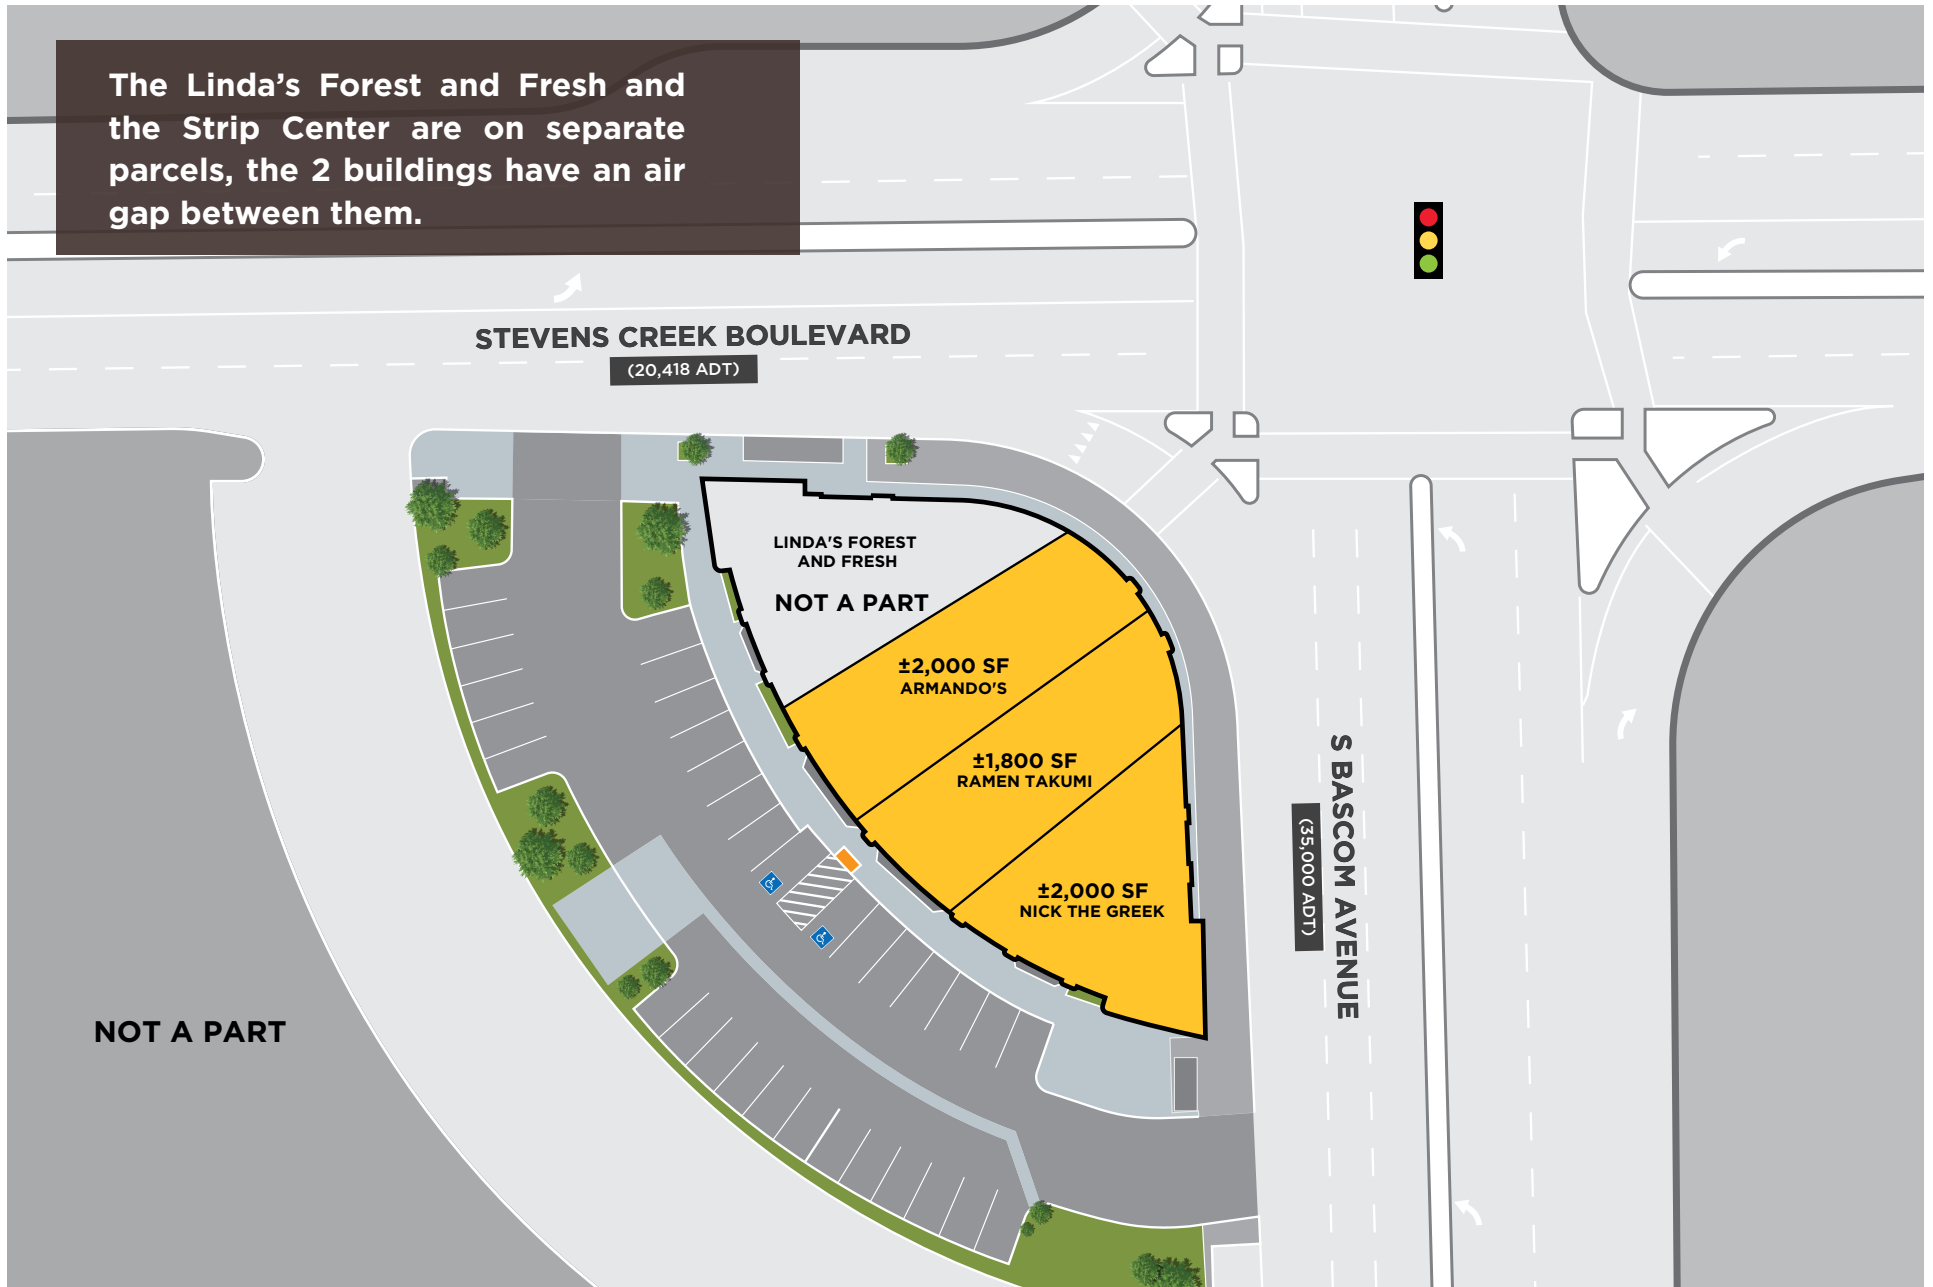 The Linda’s Forest and Fresh and
the Strip Center are on separate
parcels, the 2 buildings have an air
gap between them.
STEVENS CREEK BOULEVARD
(20,418 ADT)
LINDA'S FOREST
AND FRESH
NOT A PART
±2,000 SF
ARMANDO'S
±1,800 SF
RAMEN TAKUMI
±2,000 SF
NICK THE GREEK
S BASCOM AVENUE
(35,000 ADT)
NOT A PART